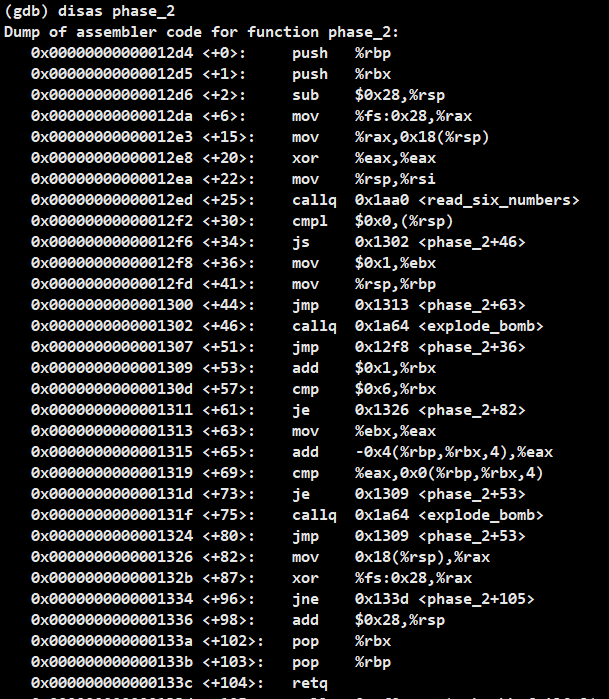 (gdb) disas phase_2
Dump of assembler code for function phase_2:
   0x00000000000012d4 <+0>:     push   %rbp
   0x00000000000012d5 <+1>:     push   %rbx
   0x00000000000012d6 <+2>:     sub    $0x28,%rsp
   0x00000000000012da <+6>:     mov    %fs:0x28,%rax
   0x00000000000012e3 <+15>:    mov    %rax,0x18(%rsp)
   0x00000000000012e8 <+20>:    xor    %eax,%eax
   0x00000000000012ea <+22>:    mov    %rsp,%rsi
   0x00000000000012ed <+25>:    callq  0x1aa0 <read_six_numbers>
   0x00000000000012f2 <+30>:    cmpl   $0x0,(%rsp)
   0x00000000000012f6 <+34>:    js     0x1302 <phase_2+46>
   0x00000000000012f8 <+36>:    mov    $0x1,%ebx
   0x00000000000012fd <+41>:    mov    %rsp,%rbp
   0x0000000000001300 <+44>:    jmp    0x1313 <phase_2+63>
   0x0000000000001302 <+46>:    callq  0x1a64 <explode_bomb>
   0x0000000000001307 <+51>:    jmp    0x12f8 <phase_2+36>
   0x0000000000001309 <+53>:    add    $0x1,%rbx
   0x000000000000130d <+57>:    cmp    $0x6,%rbx
   0x0000000000001311 <+61>:    je     0x1326 <phase_2+82>
   0x0000000000001313 <+63>:    mov    %ebx,%eax
   0x0000000000001315 <+65>:    add    -0x4(%rbp,%rbx,4),%eax
   0x0000000000001319 <+69>:    cmp    %eax,0x0(%rbp,%rbx,4)
   0x000000000000131d <+73>:    je     0x1309 <phase_2+53>
   0x000000000000131f <+75>:    callq  0x1a64 <explode_bomb>
   0x0000000000001324 <+80>:    jmp    0x1309 <phase_2+53>
   0x0000000000001326 <+82>:    mov    0x18(%rsp),%rax
   0x000000000000132b <+87>:    xor    %fs:0x28,%rax
   0x0000000000001334 <+96>:    jne    0x133d <phase_2+105>
   0x0000000000001336 <+98>:    add    $0x28,%rsp
   0x000000000000133a <+102>:   pop    %rbx
   0x000000000000133b <+103>:   pop    %rbp
   0x000000000000133c <+104>:   retq